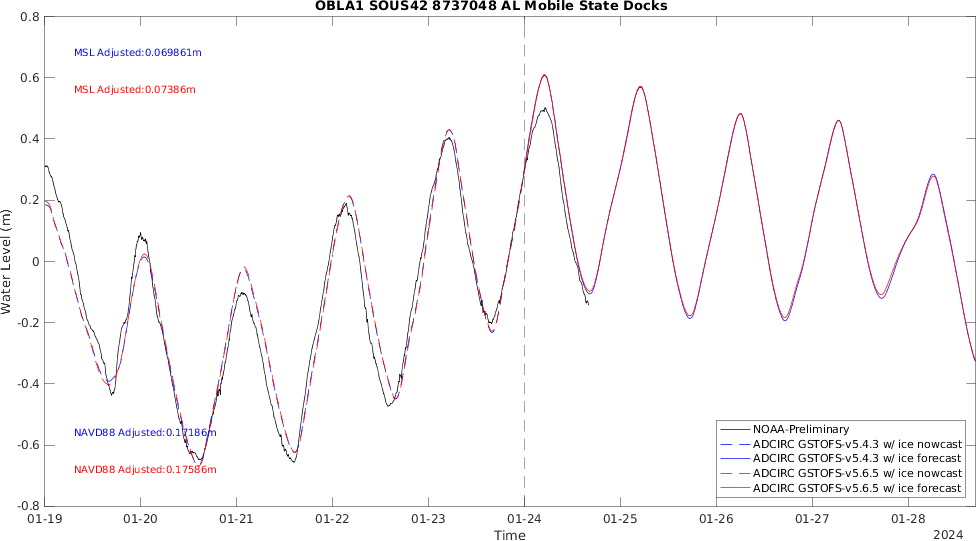 OBLA1 SOUS42 8737048 AL Mobile State Docks
0.8
0.6
0.4
0.2
0
-0.2
-0.4
-0.6
-0.8
Water Level (m)
MSL Adjusted:0.069861m
MSL Adjusted:0.07386m
NAVD88 Adjusted:0.17186m
NAVD88 Adjusted:0.17586m
NOAA-Preliminary
ADCIRC GSTOFS-v5.4.3 w/ ice nowcast
ADCIRC GSTOFS-v5.4.3 w/ ice forecast
ADCIRC GSTOFS-v5.6.5 w/ ice nowcast
ADCIRC GSTOFS-v5.6.5 w/ ice forecast
01-19 01-20 01-21 01-22 01-23 01-24 01-25 01-26 01-27 01-28
Time
2024